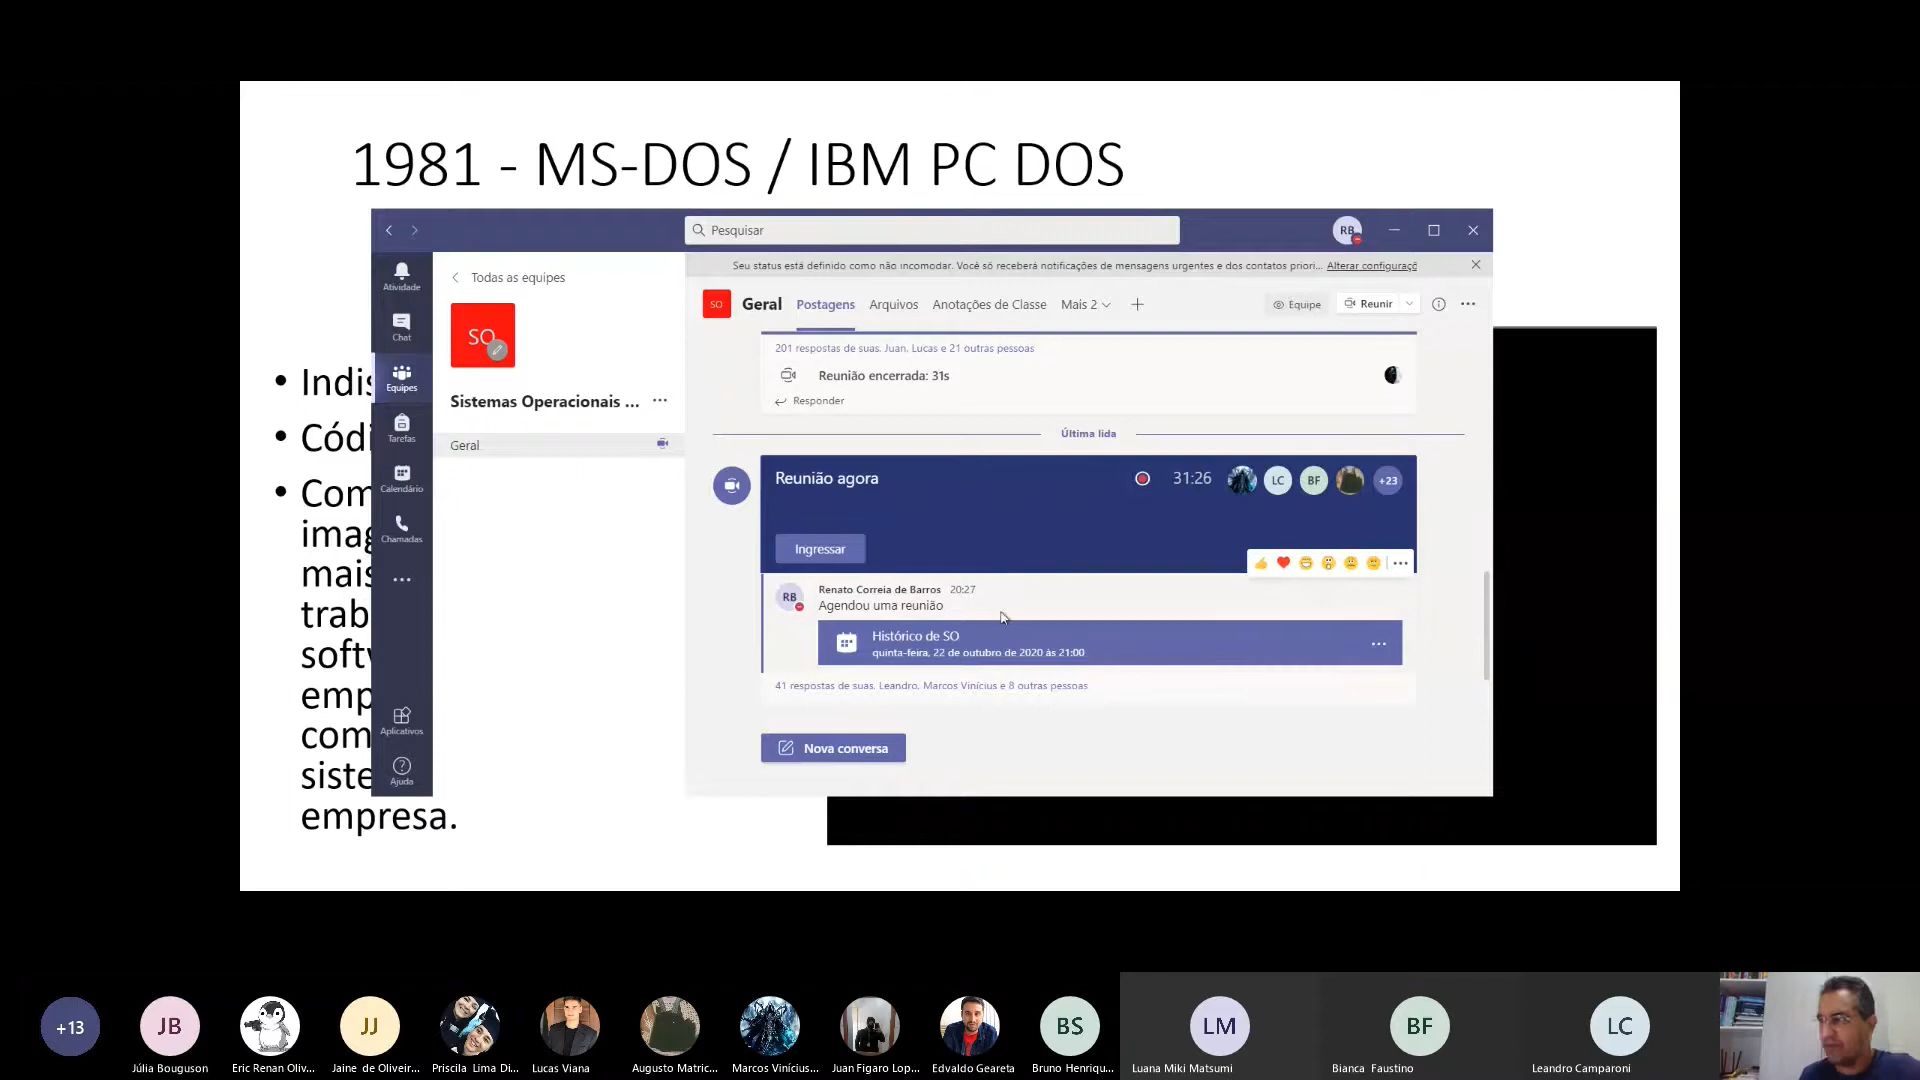 1981 - MS-DOS / IBM PC DOS
Pesquisar
RB
Seu status está definido como não incomodar. Você só receberá notificações de mensagens urgentes e dos contatos priori... Alterar configuraçõ
Atividade
Chat
Equipes
Tarefas
Calendário
Chamadas
Aplicativos
Ajuda
Todas as equipes
SO
Sistemas Operacionais ...
Geral
SO
Geral
Postagens
Arquivos
Anotações de Classe
Mais 2
Equipe
Reunir
201 respostas de suas, Juan, Lucas e 21 outras pessoas
Reunião encerrada: 31s
Responder
Última lida
Reunião agora
31:26
LC
BF
+23
Ingressar
RB
Renato Correia de Barros 20:27
Agendou uma reunião
Histórico de SO
quinta-feira, 22 de outubro de 2020 às 21:00
41 respostas de suas, Leandro, Marcos Vinícius e 8 outras pessoas
Nova conversa
• Indis
• Códi
• Com
imag
mais
trab
softw
emp
com
siste
empresa.
+13
JB
JJ
BS
LM
BF
LC
Júlia Bouguson
Eric Renan Oliv...
Jaine de Oliveir...
Priscila Lima Di...
Lucas Viana
Augusto Matric...
Marcos Vinícius...
Juan Figaro Lop...
Edvaldo Geareta
Bruno Henriqu...
Luana Miki Matsumi
Bianca Faustino
Leandro Camparoni